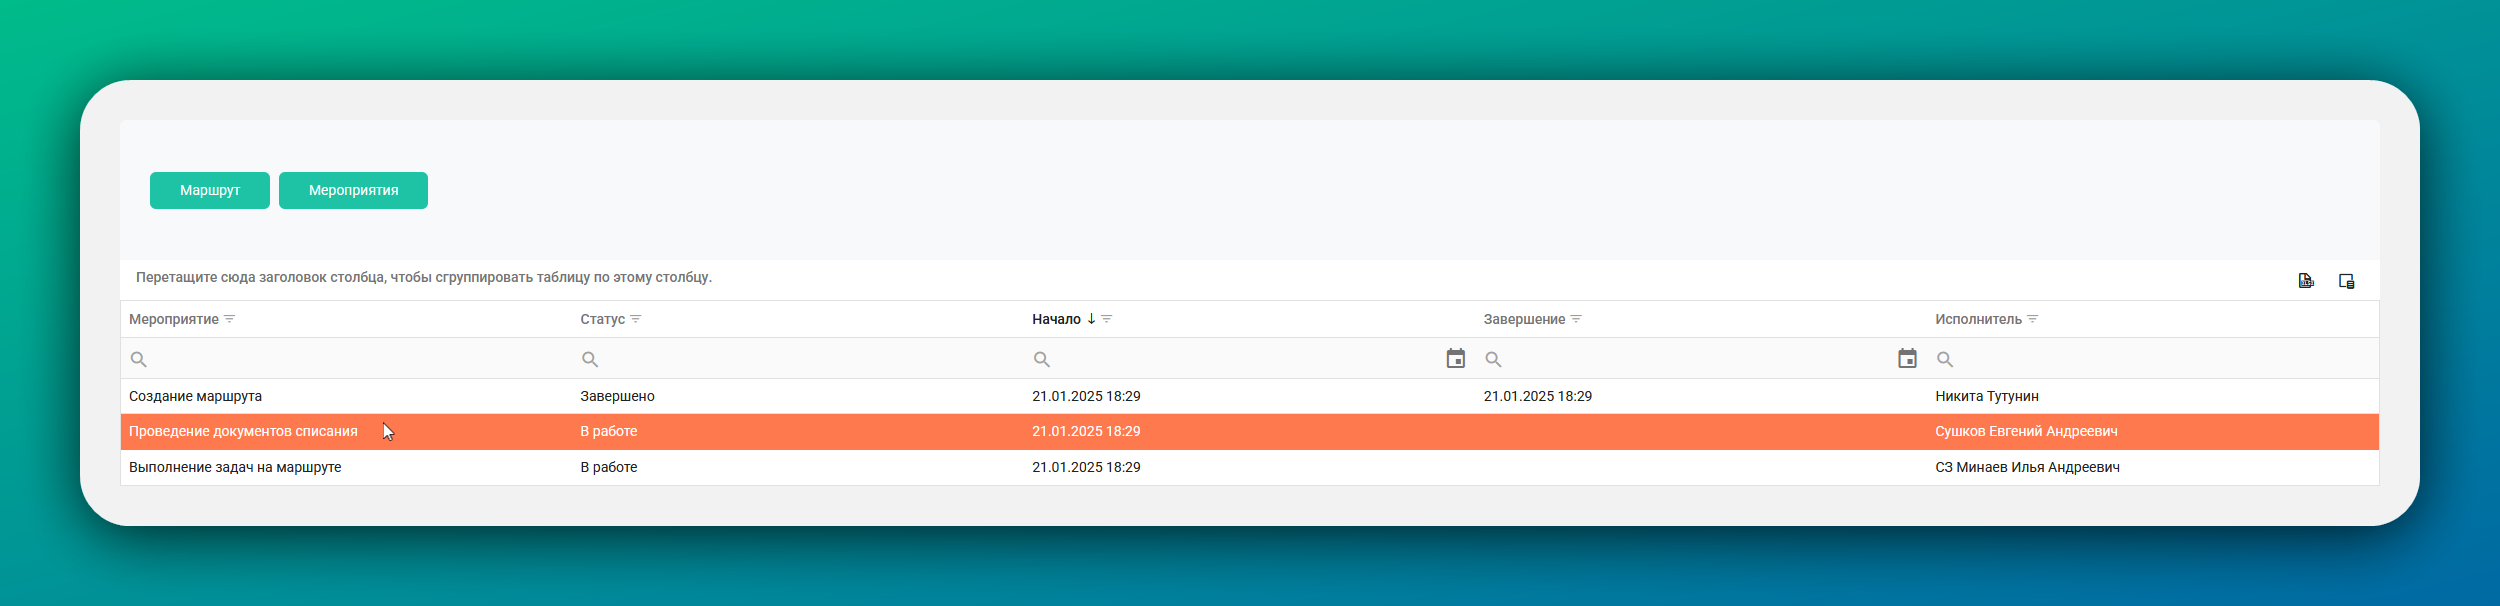 Маршрут Мероприятия
Перетащите сюда заголовок столбца, чтобы сгруппировать таблицу по этому столбцу.
Мероприятие Статус Начало Завершение Исполнитель
Создание маршрута Завершено 21.01.2025 18:29 21.01.2025 18:29 Никита Тутунин
Проведение документов списания В работе 21.01.2025 18:29 Сушков Евгений Андреевич
Выполнение задач на маршруте В работе 21.01.2025 18:29 СЗ Минаев Илья Андреевич